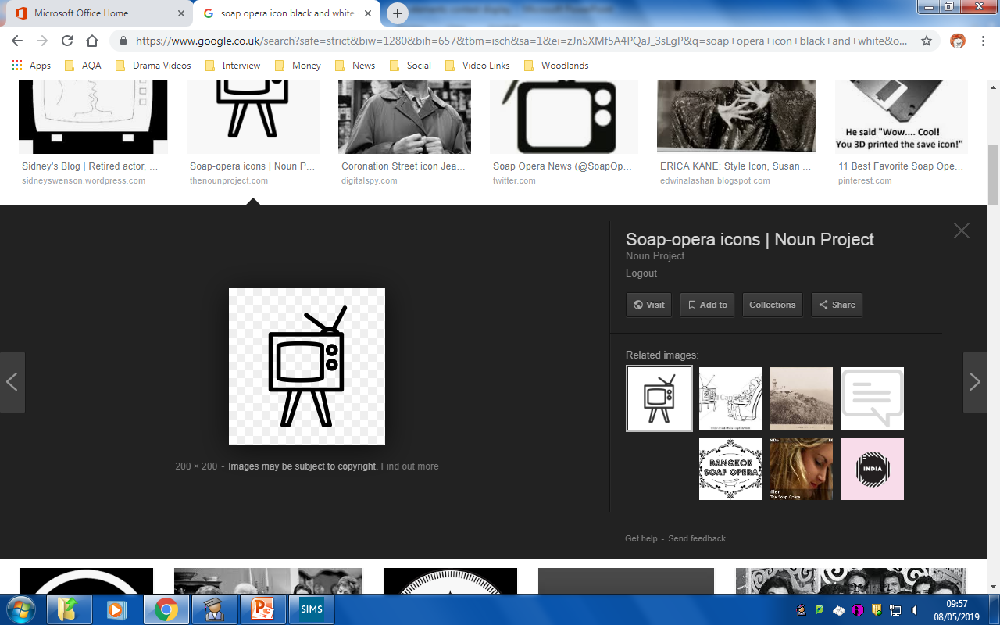 Microsoft Office Home
soap opera icon black and white
https://www.google.co.uk/search?safe=strict&biw=1280&bih=657&tbm=isch&sa=1&ei=zJnSXMf5A4PQaJ_3sLgP&q=soap+opera+icon+black+and+white&o...
Apps AQA Drama Videos Interview Money News Social Video Links Woodlands
He said "Wow.... Cool!
You 3D printed the save icon!"
Sidney's Blog | Retired actor, ... Soap-opera icons | Noun P... Coronation Street icon Jea... Soap Opera News (@SoapOp... ERICA KANE: Style Icon, Susan ... 11 Best Favorite Soap Ope...
sidneyswenson.wordpress.com thenounproject.com digitalspy.com twitter.com edwinalashan.blogspot.com pinterest.com
Soap-opera icons | Noun Project
Noun Project
Logout
Visit Add to Collections Share
Related images:
BANGKOK
SOAP OPERA
The Soap Opera
INDIA
200 × 200 - Images may be subject to copyright. Find out more
Get help - Send feedback
SIMS
09:57
08/05/2019